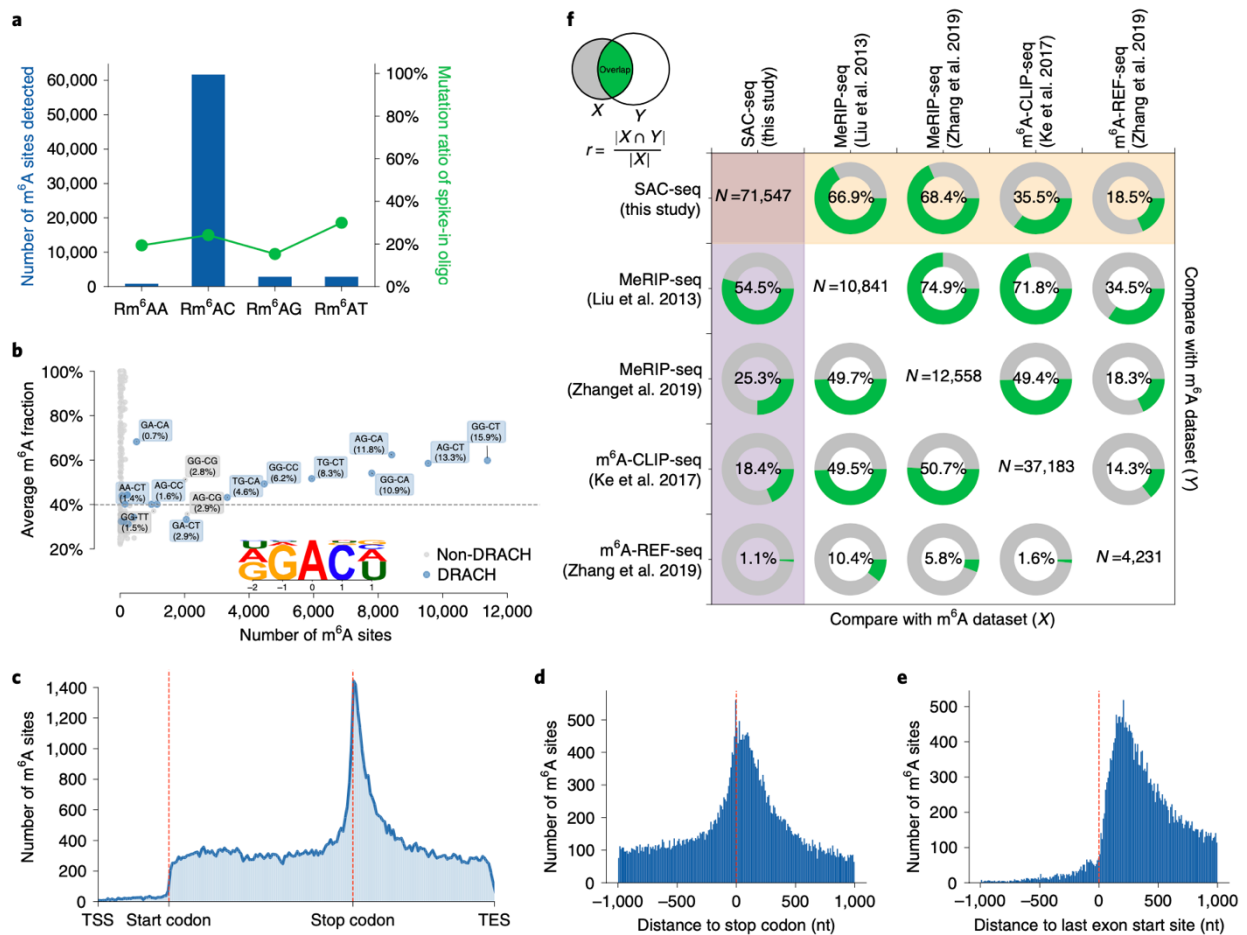 a
Number of m⁶A sites detected
60,000
50,000
40,000
30,000
20,000
10,000
0
100%
80%
60%
40%
20%
0%
Mutation ratio of spike-in oligo
Rm⁶AA Rm⁶AC Rm⁶AG Rm⁶AT
b
Average m⁶A fraction
100%
80%
60%
40%
20%
GA-CA
(0.7%)
GG-CG
(2.8%)
AA-CT
(1.4%)
AG-CC
(1.6%)
AG-CG
(2.9%)
GG-TT
(1.5%)
GA-CT
(2.9%)
TG-CA
(4.6%)
GG-CC
(6.2%)
TG-CT
(8.3%)
AG-CA
(11.8%)
GG-CA
(10.9%)
AG-CT
(13.3%)
GG-CT
(15.9%)
GGACU
A A
U
−2 −1 0 1 1
Non-DRACH
DRACH
0 2,000 4,000 6,000 8,000 10,000 12,000
Number of m⁶A sites
c
Number of m⁶A sites
1,400
1,200
1,000
800
600
400
200
0
TSS Start codon Stop codon TES
d
Number of m⁶A sites
500
400
300
200
100
0
−1,000 −500 0 500 1,000
Distance to stop codon (nt)
e
Number of m⁶A sites
500
400
300
200
100
0
−1,000 −500 0 500 1,000
Distance to last exon start site (nt)
f
Overlap
X Y
r = |X ∩ Y| / |X|
SAC-seq
(this study)
MeRIP-seq
(Liu et al. 2013)
MeRIP-seq
(Zhang et al. 2019)
m⁶A-CLIP-seq
(Ke et al. 2017)
m⁶A-REF-seq
(Zhang et al. 2019)
SAC-seq
(this study)
N =71,547 66.9% 68.4% 35.5% 18.5%
MeRIP-seq
(Liu et al. 2013)
54.5% N =10,841 74.9% 71.8% 34.5%
MeRIP-seq
(Zhanget al. 2019)
25.3% 49.7% N =12,558 49.4% 18.3%
m⁶A-CLIP-seq
(Ke et al. 2017)
18.4% 49.5% 50.7% N =37,183 14.3%
m⁶A-REF-seq
(Zhang et al. 2019)
1.1% 10.4% 5.8% 1.6% N =4,231
Compare with m⁶A dataset (X)
Compare with m⁶A dataset (Y)